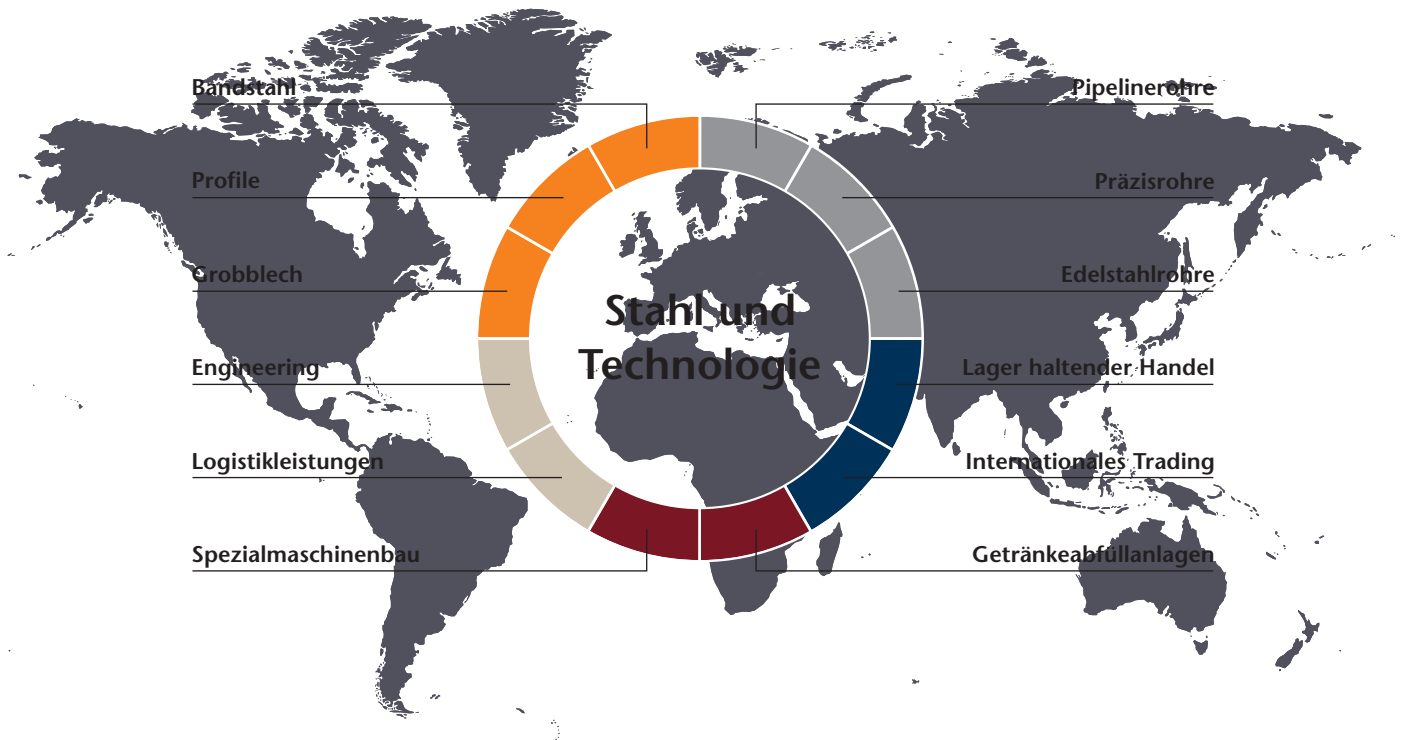 Bandstahl
Pipelinerohre
Profile
Präzisrohre
Grobblech
Edelstahlrohre
Stahl und
Technologie
Engineering
Lager haltender Handel
Logistikleistungen
Internationales Trading
Spezialmaschinenbau
Getränkeabfüllanlagen